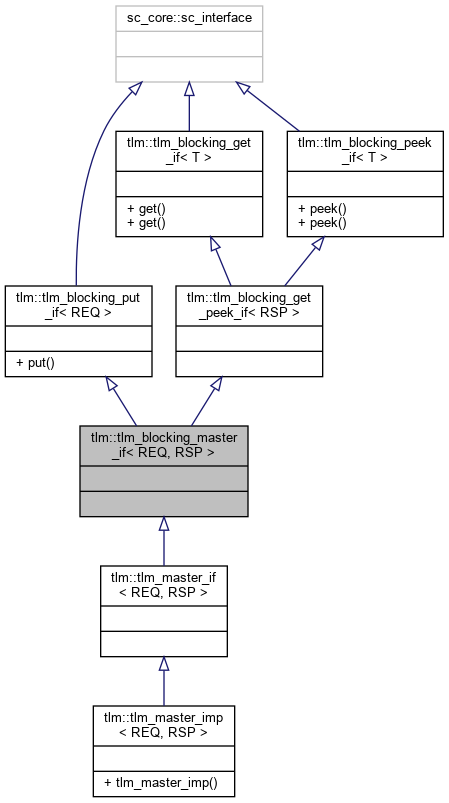 sc_core::sc_interface
tlm::tlm_blocking_get
_if< T >
+ get()
+ get()
tlm::tlm_blocking_peek
_if< T >
+ peek()
+ peek()
tlm::tlm_blocking_put
_if< REQ >
+ put()
tlm::tlm_blocking_get
_peek_if< RSP >
tlm::tlm_blocking_master
_if< REQ, RSP >
tlm::tlm_master_if
< REQ, RSP >
tlm::tlm_master_imp
< REQ, RSP >
+ tlm_master_imp()